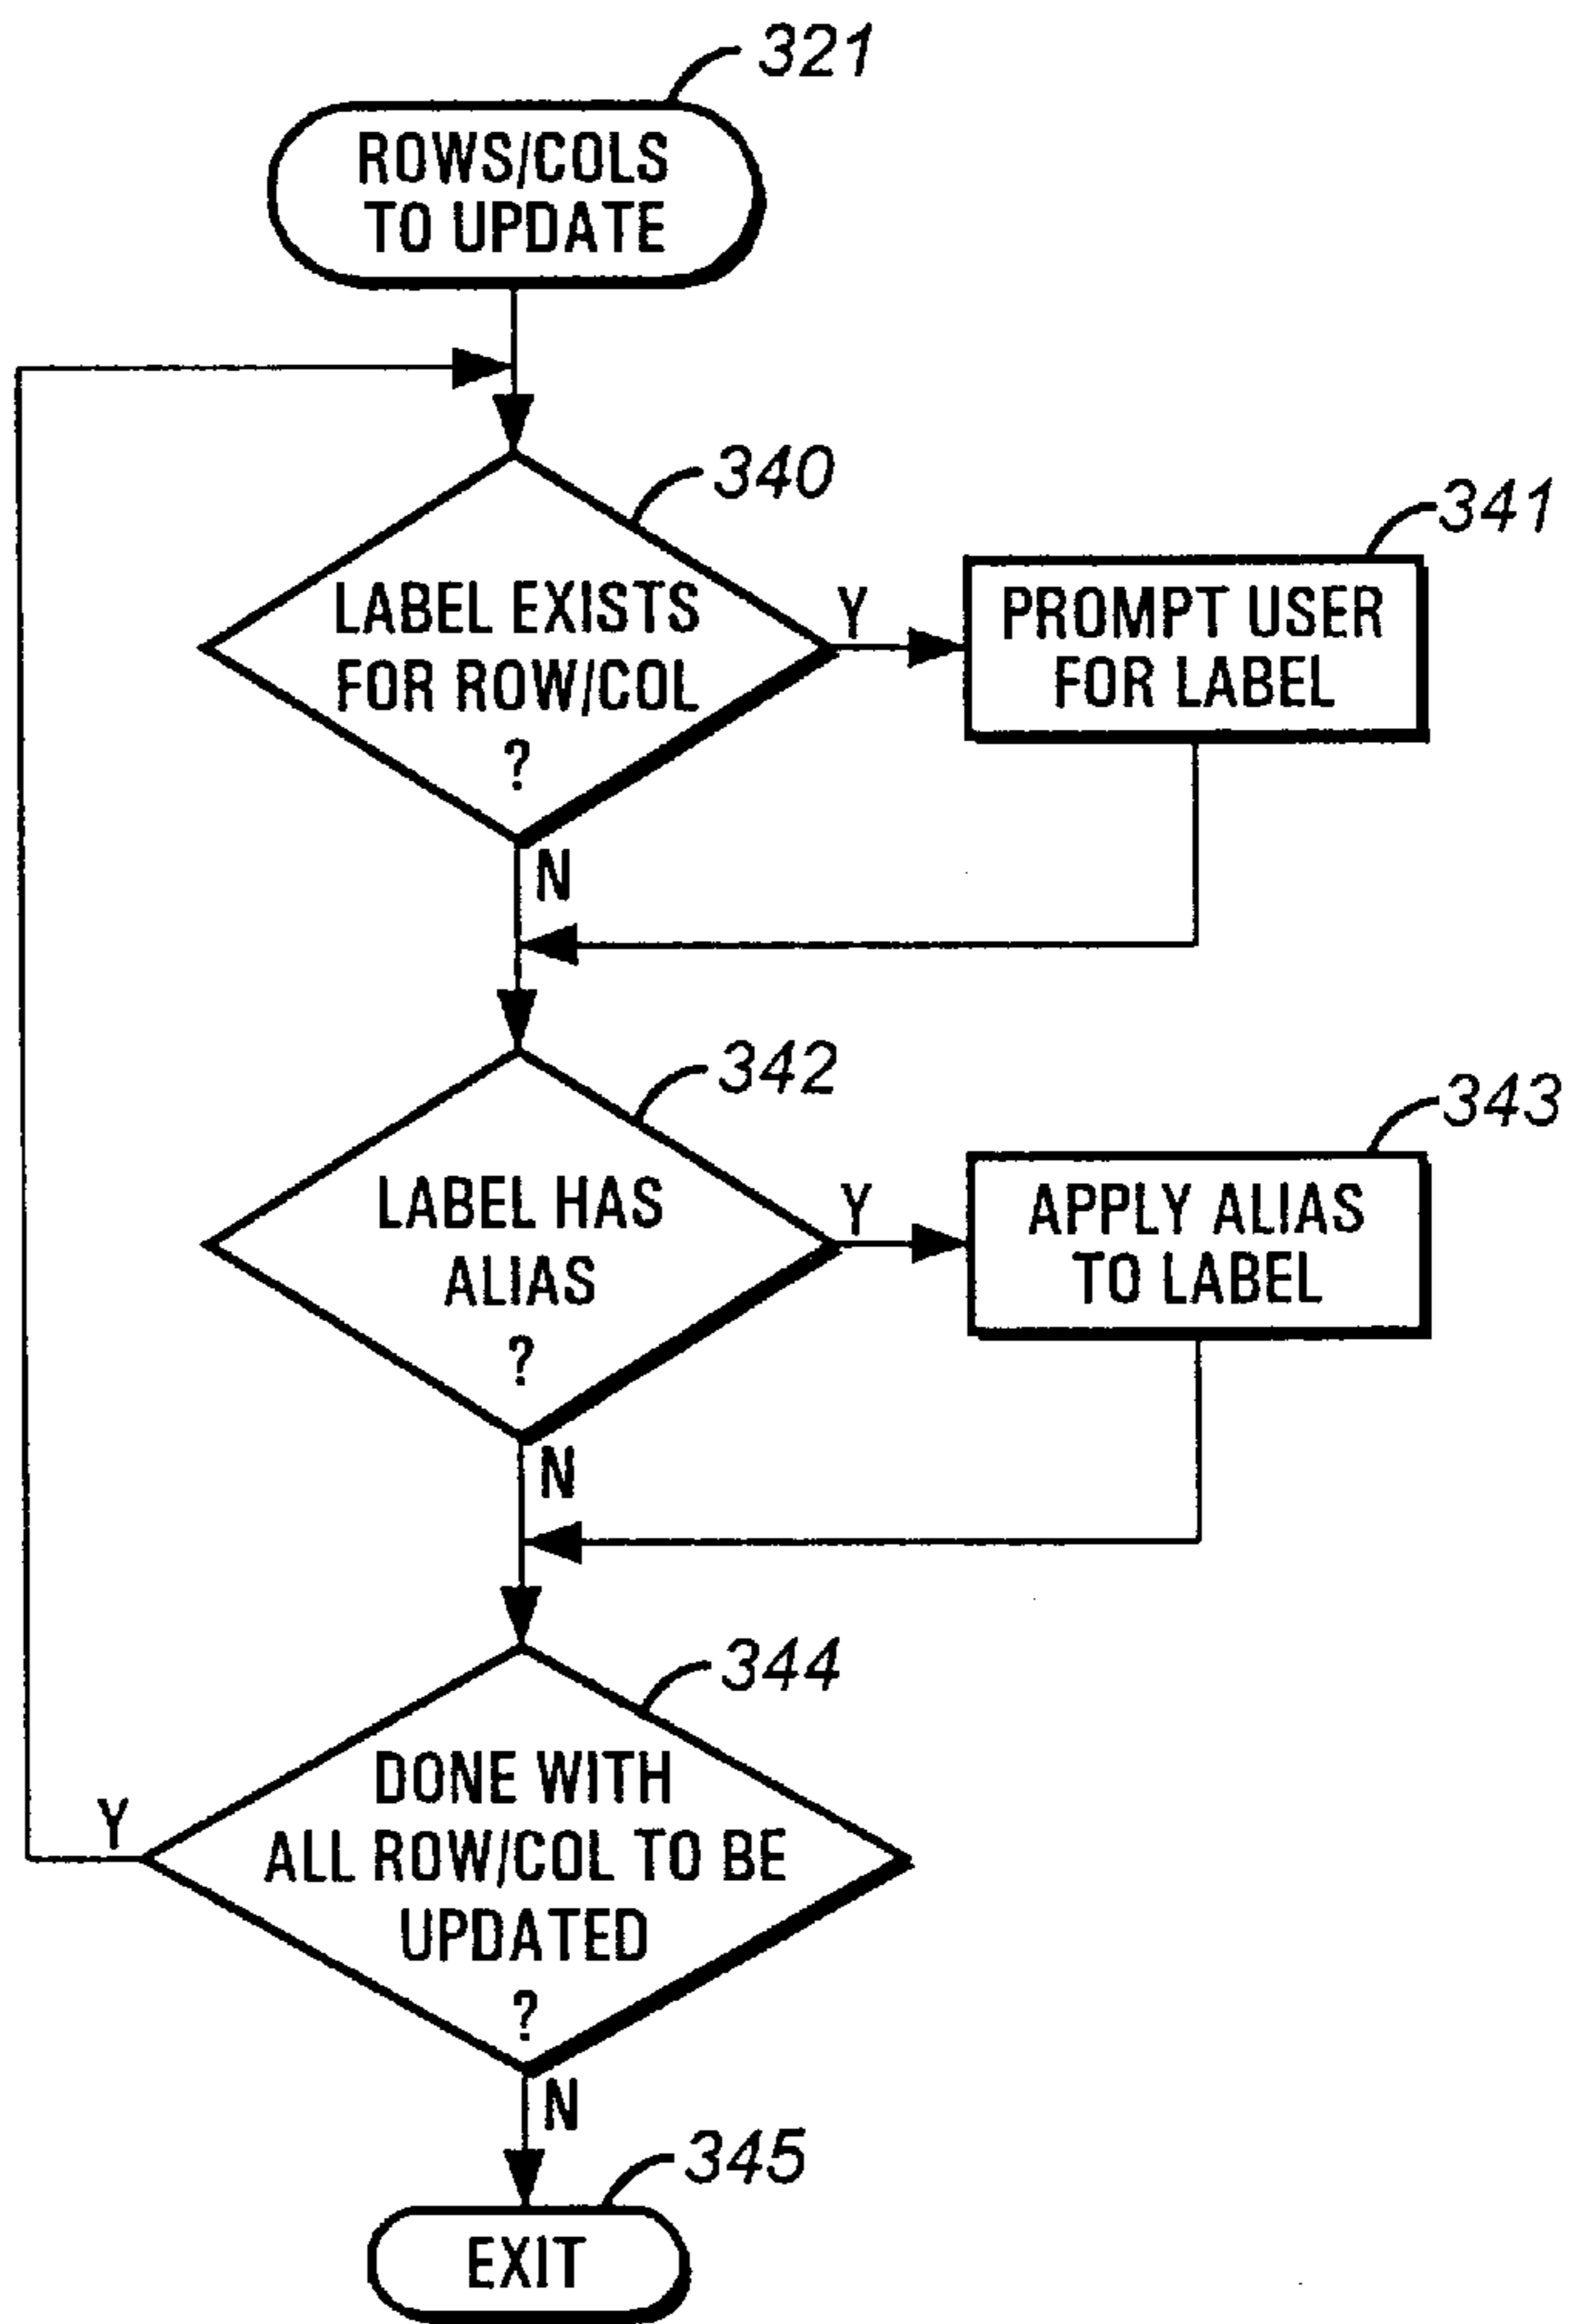 321
ROWS/COLS
TO UPDATE
340
LABEL EXISTS
FOR ROW/COL
?
Y
341
PROMPT USER
FOR LABEL
N
342
LABEL HAS
ALIAS
?
Y
343
APPLY ALIAS
TO LABEL
N
344
DONE WITH
ALL ROW/COL TO BE
UPDATED
?
Y
N
345
EXIT